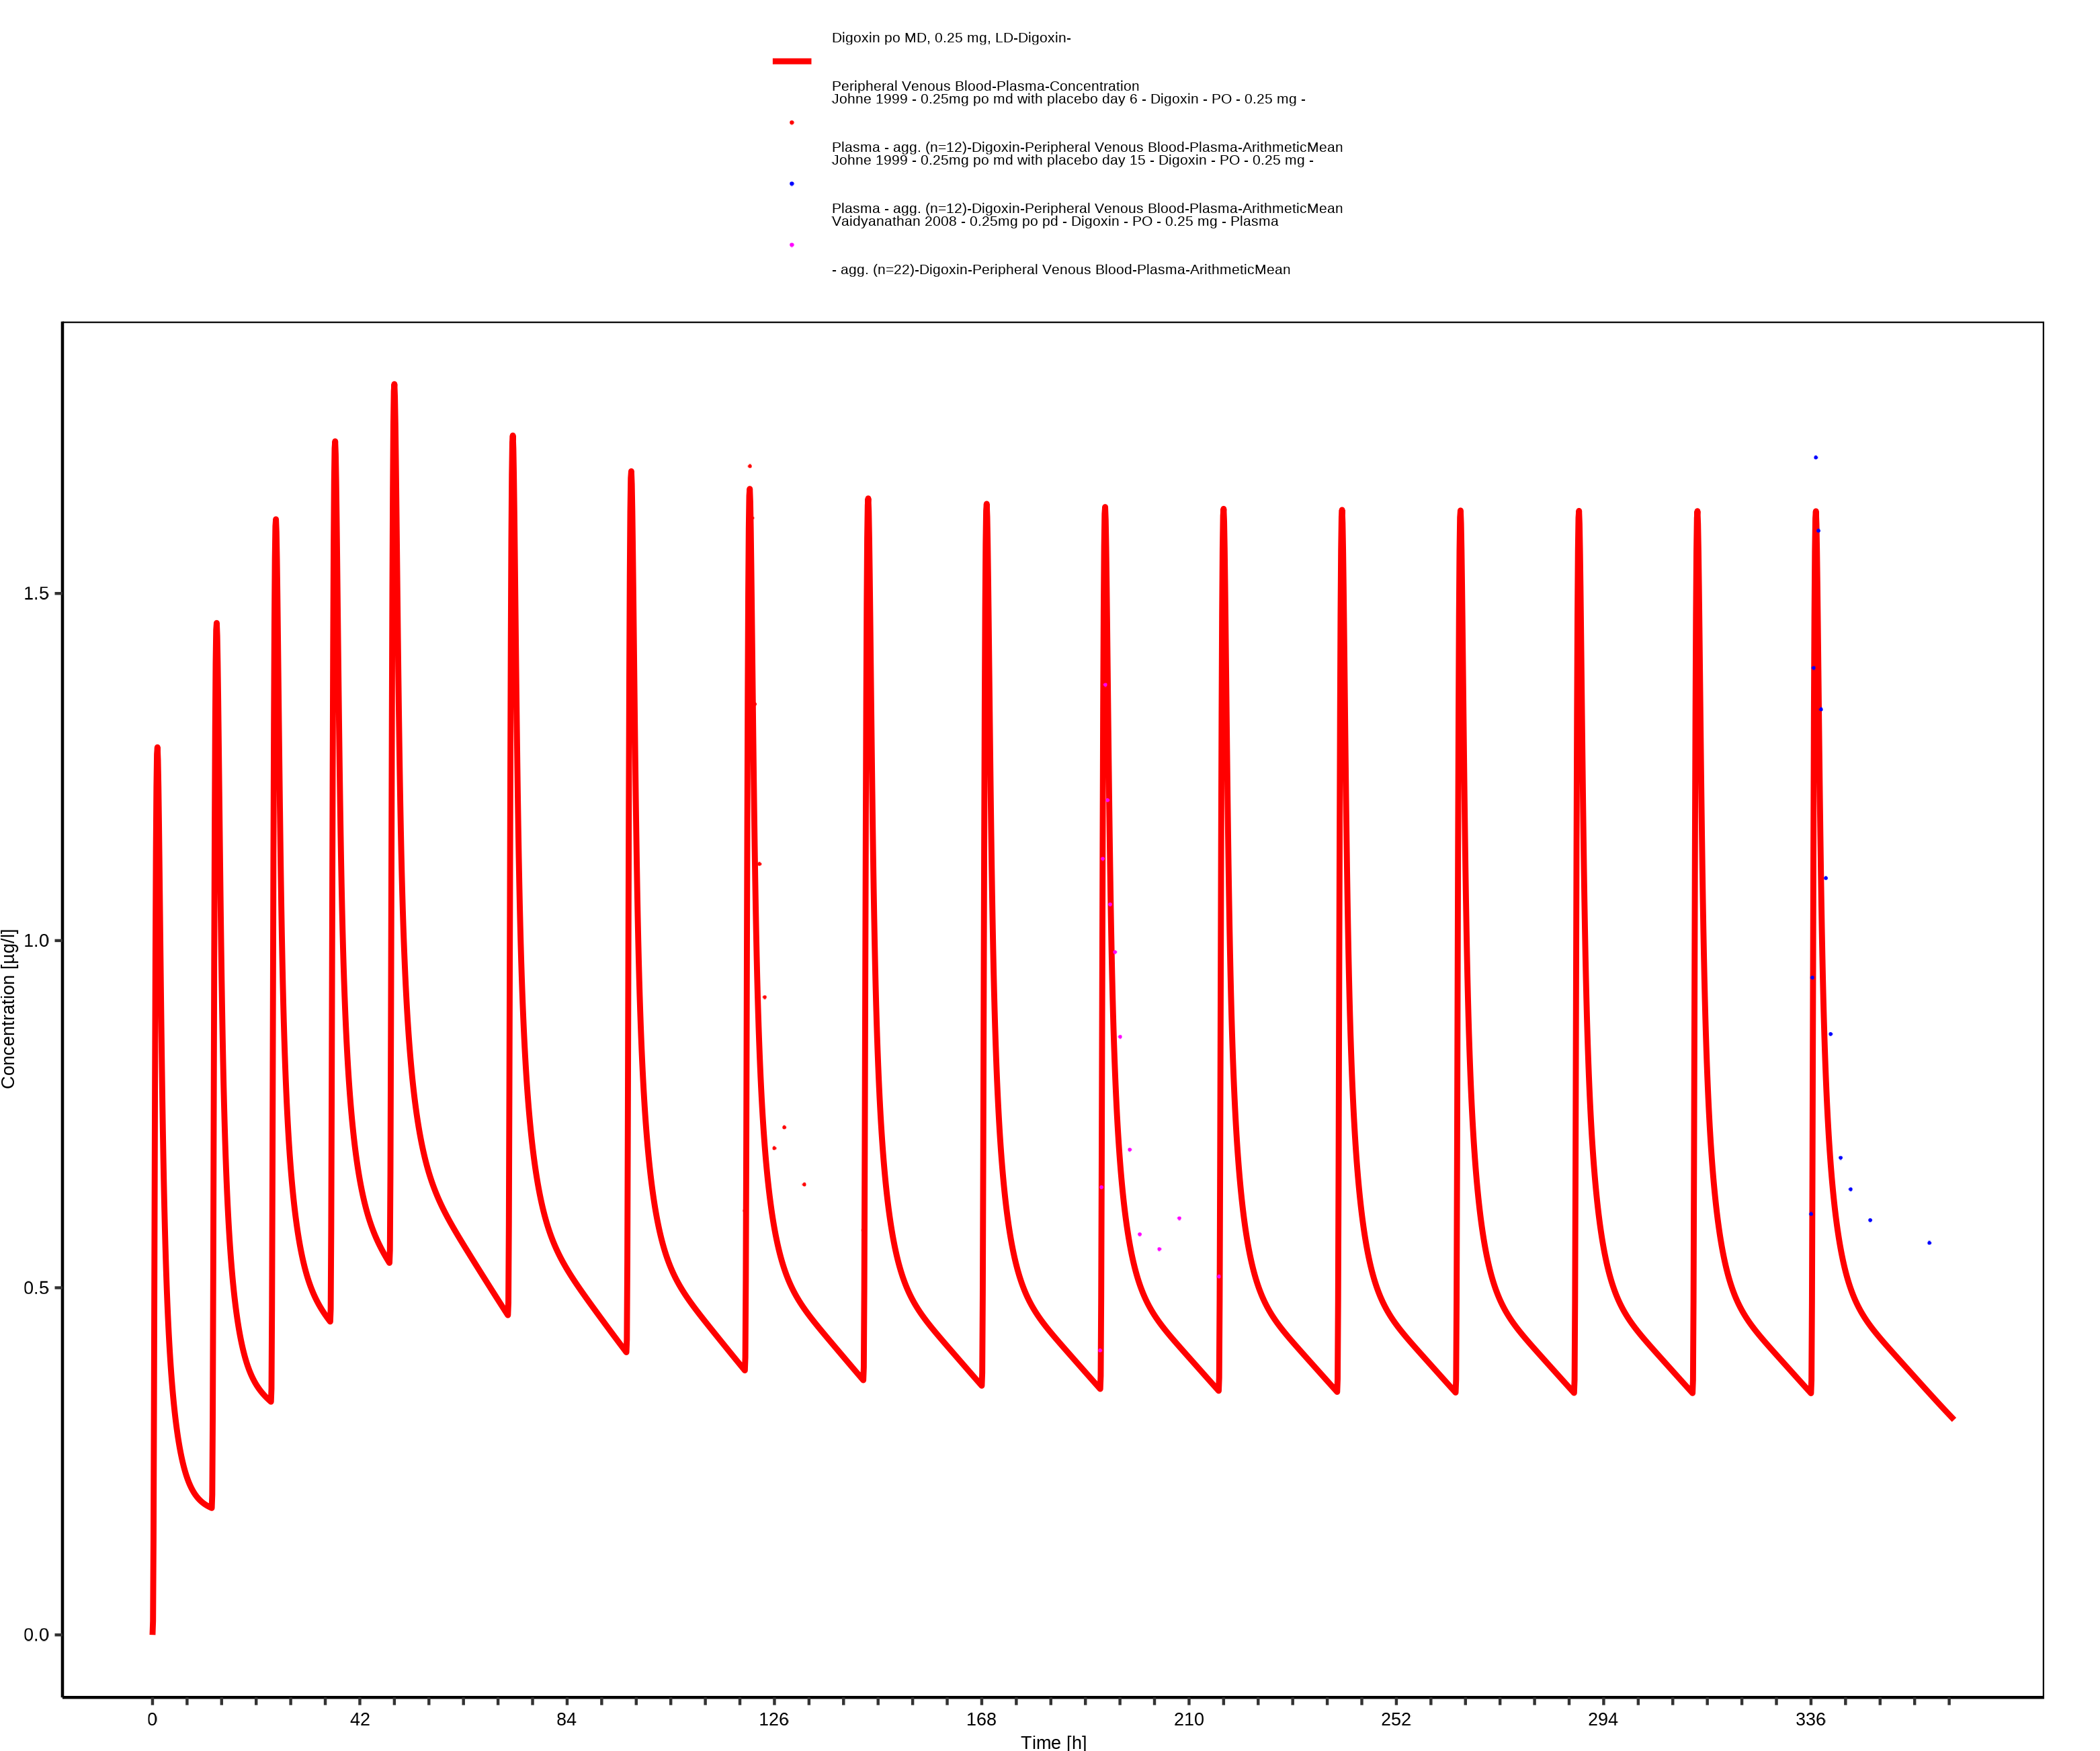 Digoxin po MD, 0.25 mg, LD-Digoxin-
Peripheral Venous Blood-Plasma-Concentration
Johne 1999 - 0.25mg po md with placebo day 6 - Digoxin - PO - 0.25 mg -
Plasma - agg. (n=12)-Digoxin-Peripheral Venous Blood-Plasma-ArithmeticMean
Johne 1999 - 0.25mg po md with placebo day 15 - Digoxin - PO - 0.25 mg -
Plasma - agg. (n=12)-Digoxin-Peripheral Venous Blood-Plasma-ArithmeticMean
Vaidyanathan 2008 - 0.25mg po pd - Digoxin - PO - 0.25 mg - Plasma
- agg. (n=22)-Digoxin-Peripheral Venous Blood-Plasma-ArithmeticMean
1.5
1.0
0.5
0.0
Concentration [µg/l]
0 42 84 126 168 210 252 294 336
Time [h]